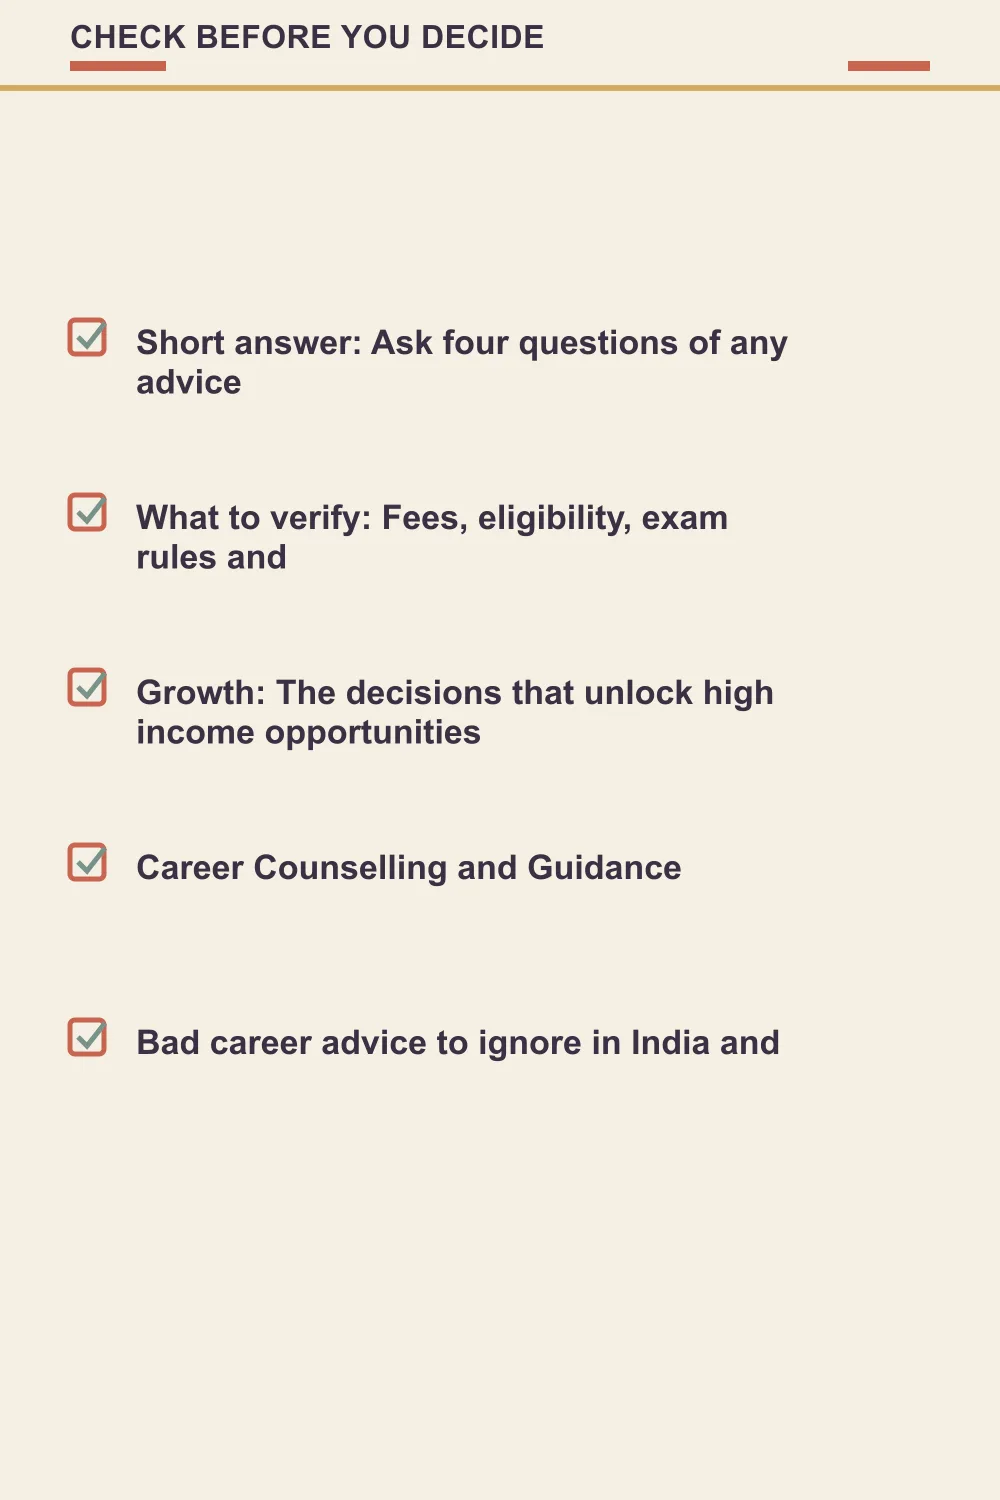 CHECK BEFORE YOU DECIDE
Short answer: Ask four questions of any
advice
What to verify: Fees, eligibility, exam
rules and
Growth: The decisions that unlock high
income opportunities
Career Counselling and Guidance
Bad career advice to ignore in India and